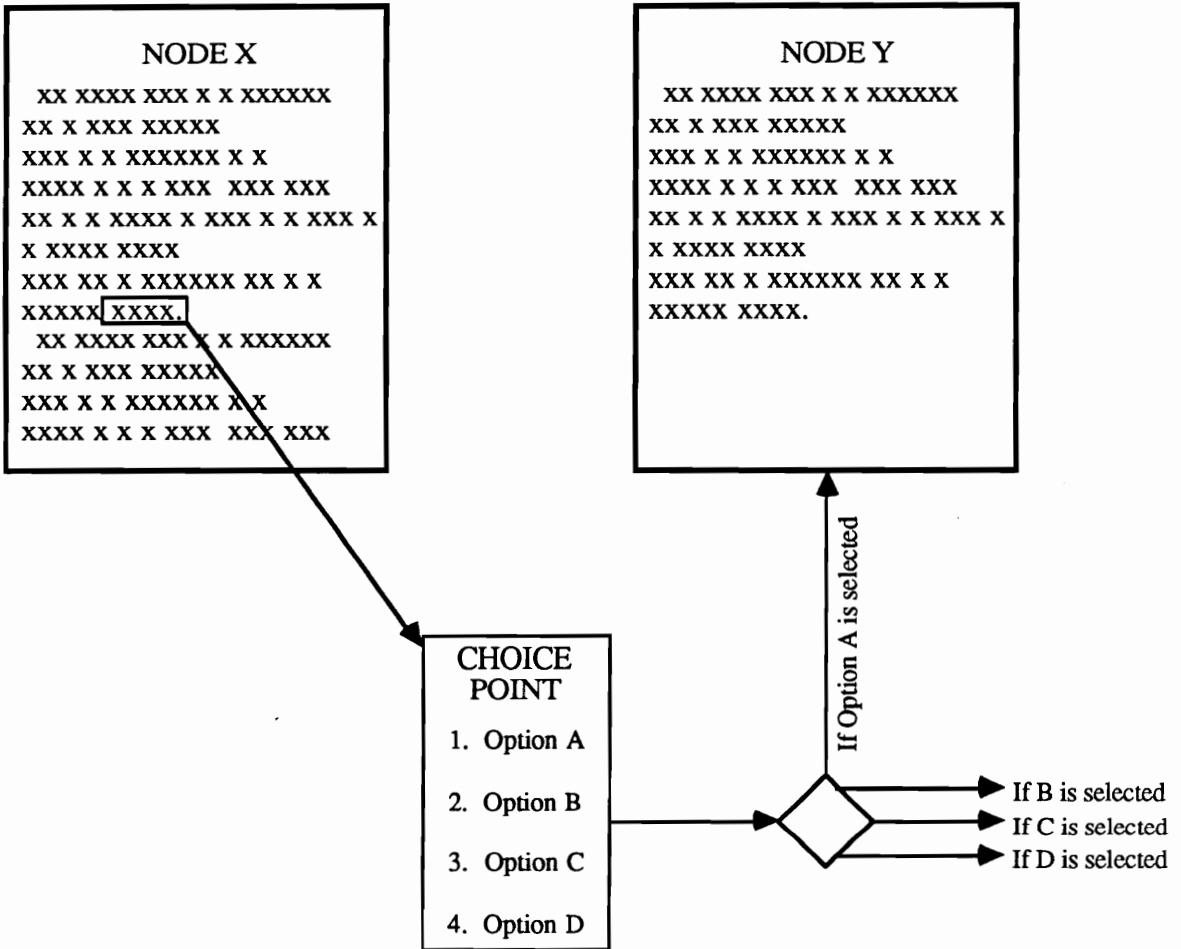 NODE X
xx xxxx xxx x x xxxxxx
xx x xxx xxxxx
xxx x x xxxxxx x x
xxxx x x x xxx xxx xxx
xx x x xxxx x xxx x x xxx x
x xxxx xxxx
xxx xx x xxxxxx xx x x
xxxxx xxxx.
xx xxxx xxx x x xxxxxx
xx x xxx xxxxx
xxx x x xxxxxx x x
xxxx x x x xxx xxx xxx
NODE Y
xx xxxx xxx x x xxxxxx
xx x xxx xxxxx
xxx x x xxxxxx x x
xxxx x x x xxx xxx xxx
xx x x xxxx x xxx x x xxx x
x xxxx xxxx
xxx xx x xxxxxx xx x x
xxxxx xxxx.
CHOICE
POINT
1. Option A
2. Option B
3. Option C
4. Option D
If Option A is selected
If B is selected
If C is selected
If D is selected